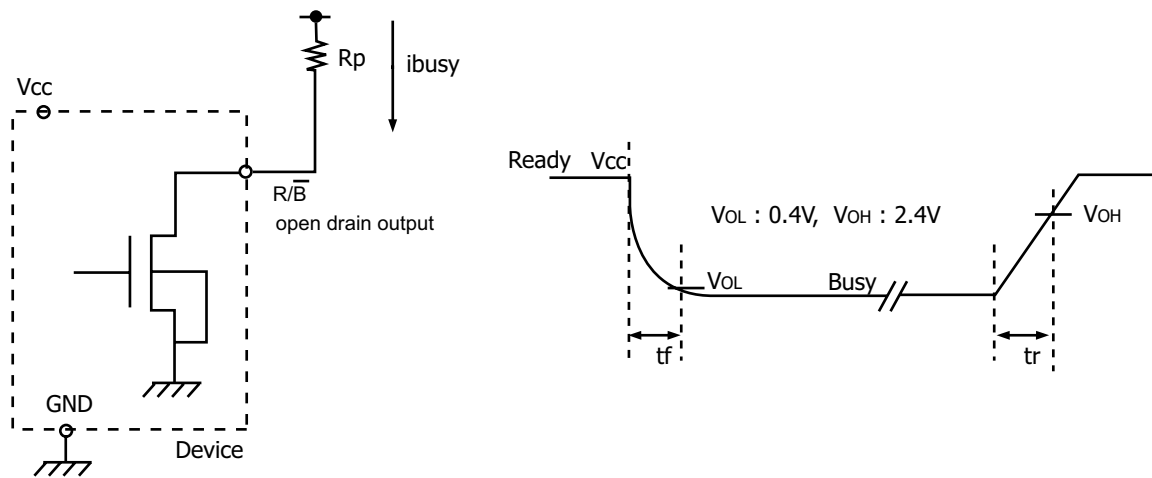 Rp
ibusy
Vcc
R/B̅
open drain output
GND
Device
Ready Vcc
VOL : 0.4V, VOH : 2.4V
VOH
VOL
Busy
tf
tr